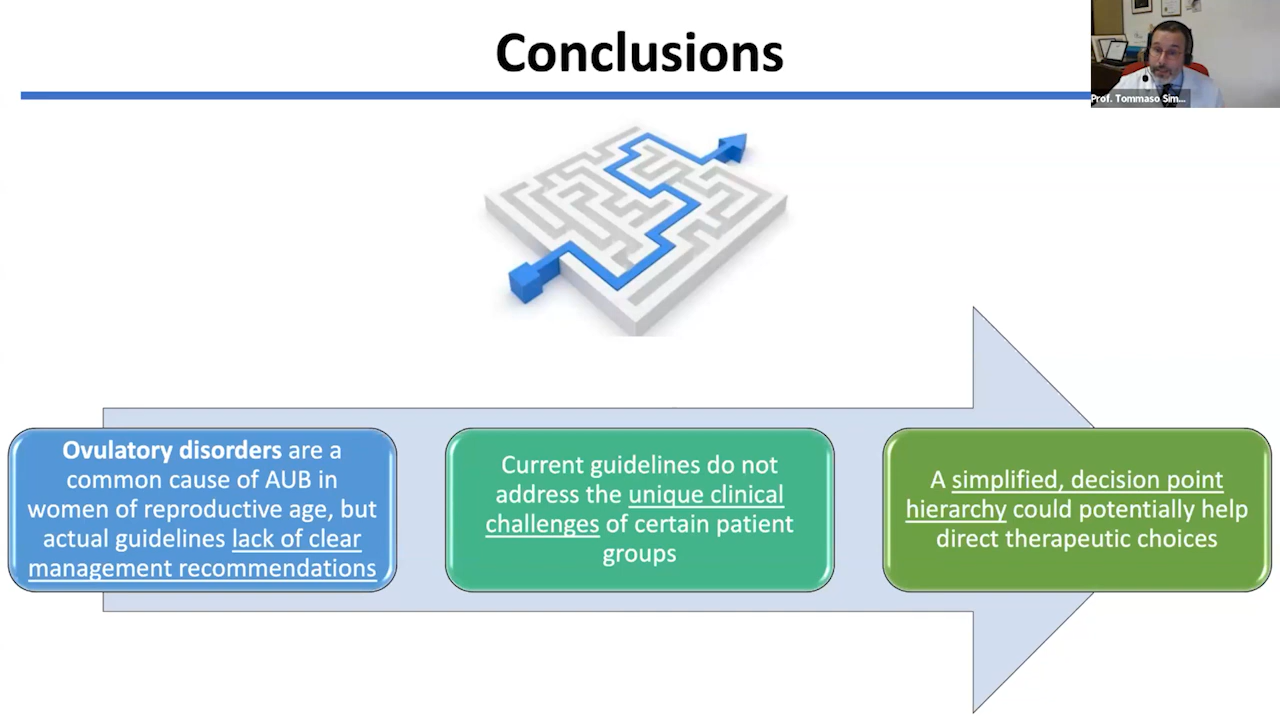 Conclusions
Prof. Tommaso Sim...
Ovulatory disorders are a
common cause of AUB in
women of reproductive age, but
actual guidelines lack of clear
management recommendations
Current guidelines do not
address the unique clinical
challenges of certain patient
groups
A simplified, decision point
hierarchy could potentially help
direct therapeutic choices